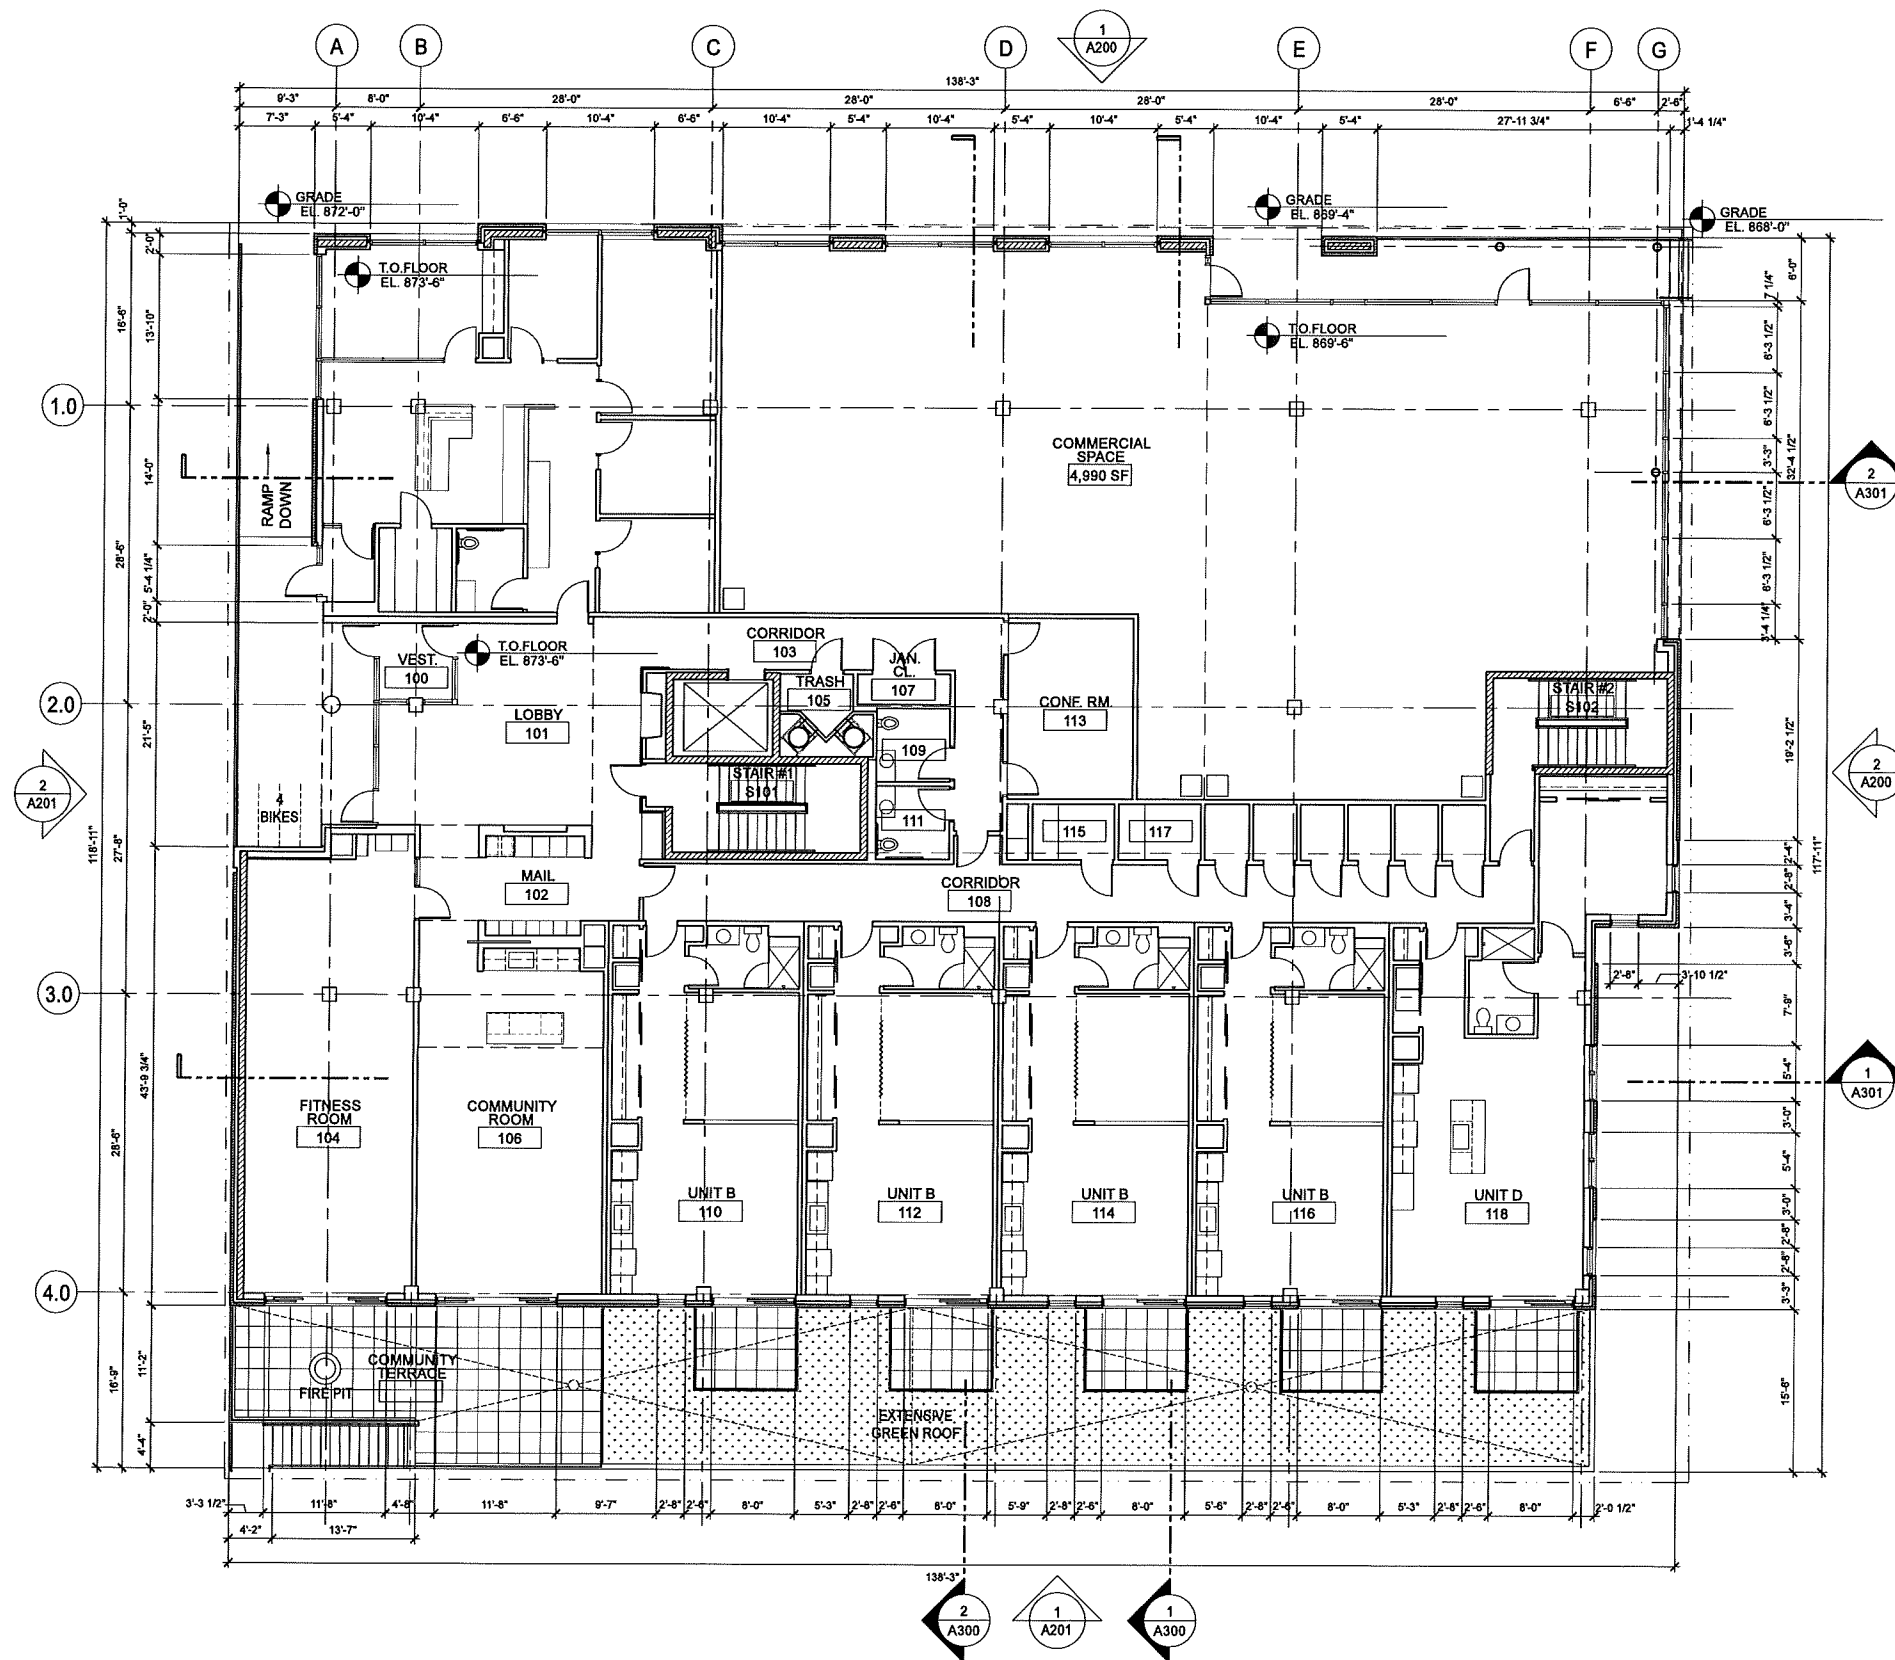 A
B
C
D
E
F
G
1
A200
138'-3"
9'-3"
8'-0"
28'-0"
28'-0"
28'-0"
28'-0"
6'-6"
2'-6"
7'-3"
5'-4"
10'-4"
6'-6"
10'-4"
6'-6"
10'-4"
5'-4"
10'-4"
5'-4"
10'-4"
5'-4"
10'-4"
5'-4"
27'-11 3/4"
1'-4 1/4"
GRADE
EL. 872'-0"
GRADE
EL. 869'-4"
GRADE
EL. 868'-0"
T.O.FLOOR
EL. 873'-6"
T.O.FLOOR
EL. 869'-6"
1.0
2.0
3.0
4.0
1'-0"
2'-0"
16'-6"
13'-10"
14'-0"
28'-6"
5'-4 1/4"
2'-0"
21'-5"
118'-11"
27'-8"
43'-9 3/4"
28'-6"
16'-9"
11'-2"
4'-4"
RAMP
DOWN
COMMERCIAL
SPACE
4,990 SF
7 1/4"
6'-0"
6'-3 1/2"
6'-3 1/2"
3'-3"
32'-4 1/2"
6'-3 1/2"
6'-3 1/2"
3'-4 1/4"
19'-2 1/2"
2'-4"
2'-8"
117'-11"
3'-4"
3'-6"
7'-9"
5'-4"
3'-0"
5'-4"
3'-0"
2'-8"
2'-8"
3'-3"
15'-6"
2
A301
2
A200
1
A301
2
A201
VEST.
100
T.O.FLOOR
EL. 873'-6"
CORRIDOR
103
TRASH
105
JAN.
CL.
107
LOBBY
101
CONF. RM.
113
STAIR #2
S102
109
STAIR #1
S101
111
115
117
4
BIKES
MAIL
102
CORRIDOR
108
2'-8"
3'-10 1/2"
FITNESS
ROOM
104
COMMUNITY
ROOM
106
UNIT B
110
UNIT B
112
UNIT B
114
UNIT B
116
UNIT D
118
COMMUNITY
TERRACE
FIRE PIT
EXTENSIVE
GREEN ROOF
3'-3 1/2"
11'-8"
4'-8"
11'-8"
9'-7"
2'-8"
2'-6"
8'-0"
5'-3"
2'-8"
2'-6"
8'-0"
5'-9"
2'-8"
2'-6"
8'-0"
5'-6"
2'-8"
2'-6"
8'-0"
5'-3"
2'-8"
2'-6"
8'-0"
2'-0 1/2"
4'-2"
13'-7"
138'-3"
2
A300
1
A201
1
A300